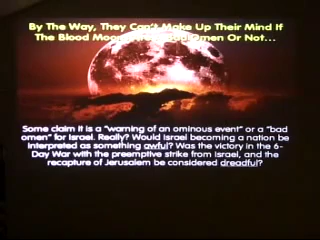 By The Way, They Can't Make Up Their Mind If
The Blood Moons Are A Bad Omen Or Not...
Some claim it is a "warning of an ominous event" or a "bad
omen" for Israel. Really? Would Israel becoming a nation be
interpreted as something awful? Was the victory in the 6-
Day War with the preemptive strike from Israel, and the
recapture of Jerusalem be considered dreadful?